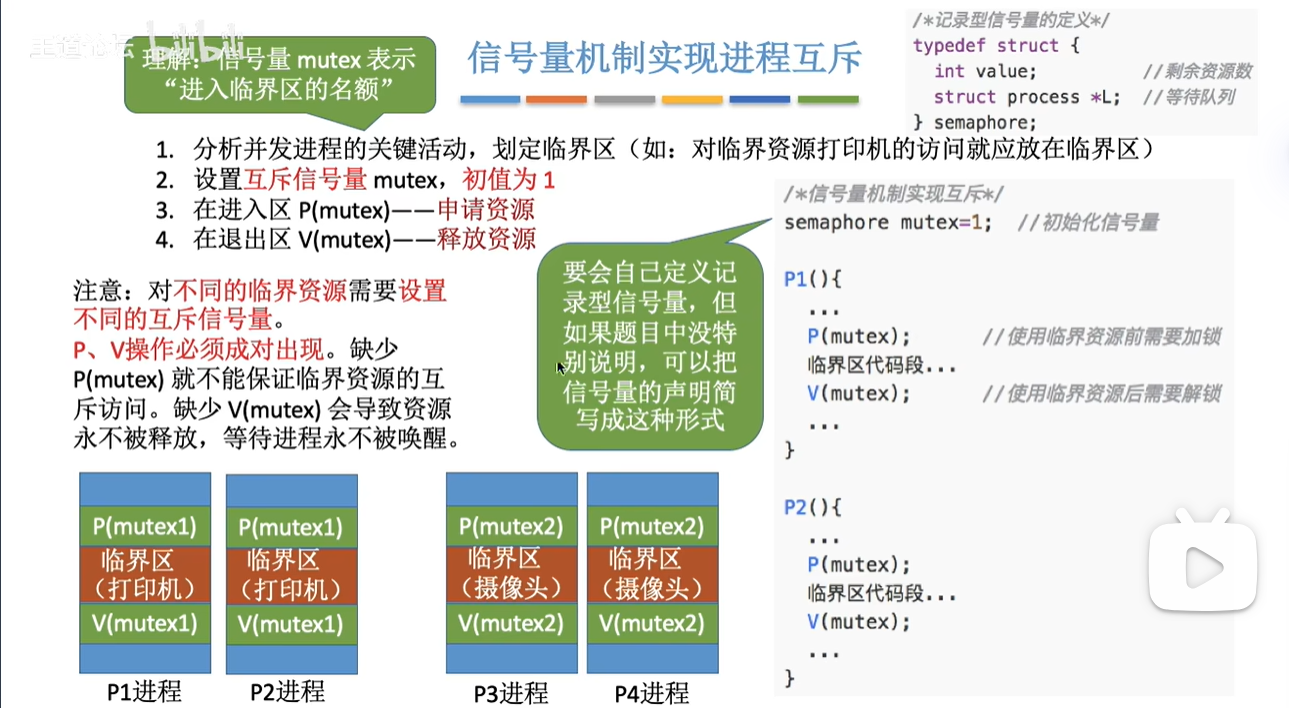 王道论坛 bilibili
理解：信号量 mutex 表示
“进入临界区的名额”
信号量机制实现进程互斥
/*记录型信号量的定义*/
typedef struct {
int value; //剩余资源数
struct process *L; //等待队列
} semaphore;
1. 分析并发进程的关键活动，划定临界区（如：对临界资源打印机的访问就应放在临界区）
2. 设置互斥信号量 mutex，初值为 1
3. 在进入区 P(mutex)——申请资源
4. 在退出区 V(mutex)——释放资源
注意：对不同的临界资源需要设置
不同的互斥信号量。
P、V操作必须成对出现。缺少
P(mutex) 就不能保证临界资源的互
斥访问。缺少 V(mutex) 会导致资源
永不被释放，等待进程永不被唤醒。
要会自己定义记
录型信号量，但
如果题目中没特
别说明，可以把
信号量的声明简
写成这种形式
/*信号量机制实现互斥*/
semaphore mutex=1; //初始化信号量
P1(){
...
P(mutex); //使用临界资源前需要加锁
临界区代码段...
V(mutex); //使用临界资源后需要解锁
...
}
P2(){
...
P(mutex);
临界区代码段...
V(mutex);
...
}
P(mutex1)
临界区
（打印机）
V(mutex1)
P1进程
P(mutex1)
临界区
（打印机）
V(mutex1)
P2进程
P(mutex2)
临界区
（摄像头）
V(mutex2)
P3进程
P(mutex2)
临界区
（摄像头）
V(mutex2)
P4进程